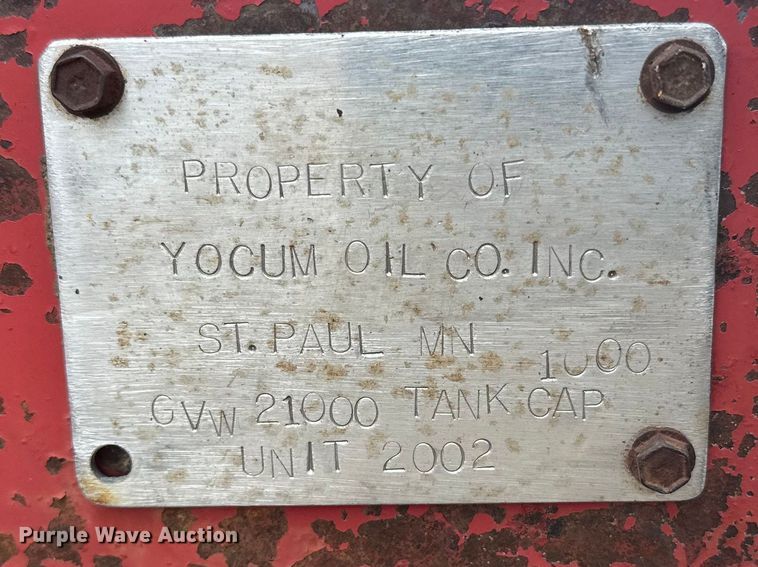 PROPERTY OF
YOCUM OIL CO. INC.
ST. PAUL MN
1000
GVW 21000 TANK CAP
UNIT 2002
Purple Wave Auction